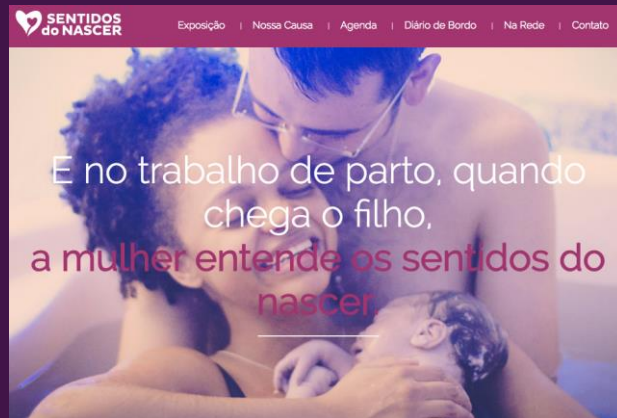 SENTIDOS
do NASCER
Exposição | Nossa Causa | Agenda | Diário de Bordo | Na Rede | Contato
E no trabalho de parto, quando
chega o filho,
a mulher entende os sentidos do
nascer.